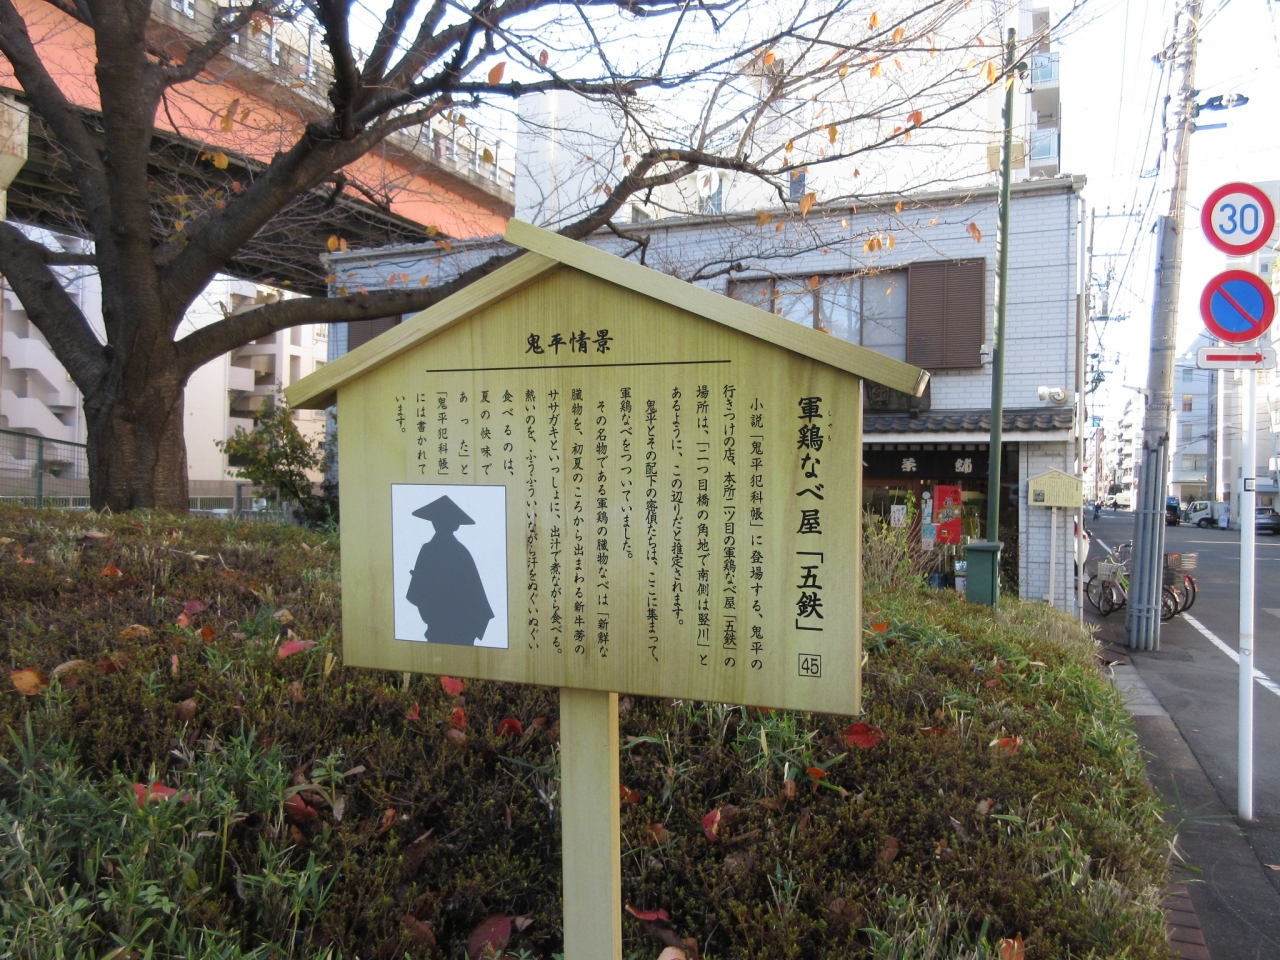 鬼平情景
軍鶏なべ屋「五鉄」 45
しゃも
小説「鬼平犯科帳」に登場する、鬼平の
行きつけの店、本所二ツ目の軍鶏なべ屋「五鉄」の
場所は、「二つ目橋の角地で南側は竪川」と
あるように、この辺りだと推定されます。
鬼平とその配下の密偵たちは、ここに集まって、
軍鶏なべをつついていました。
その名物である軍鶏の臓物なべは「新鮮な
臓物を、初夏のころから出まわる新牛蒡の
ササガキといっしょに、出汁で煮ながら食べる。
熱いのを、ふうふういいながら汗をぬぐいぬぐい
食べるのは、
夏の快味で
あった」と
「鬼平犯科帳」
には書かれて
います。
30
薬師